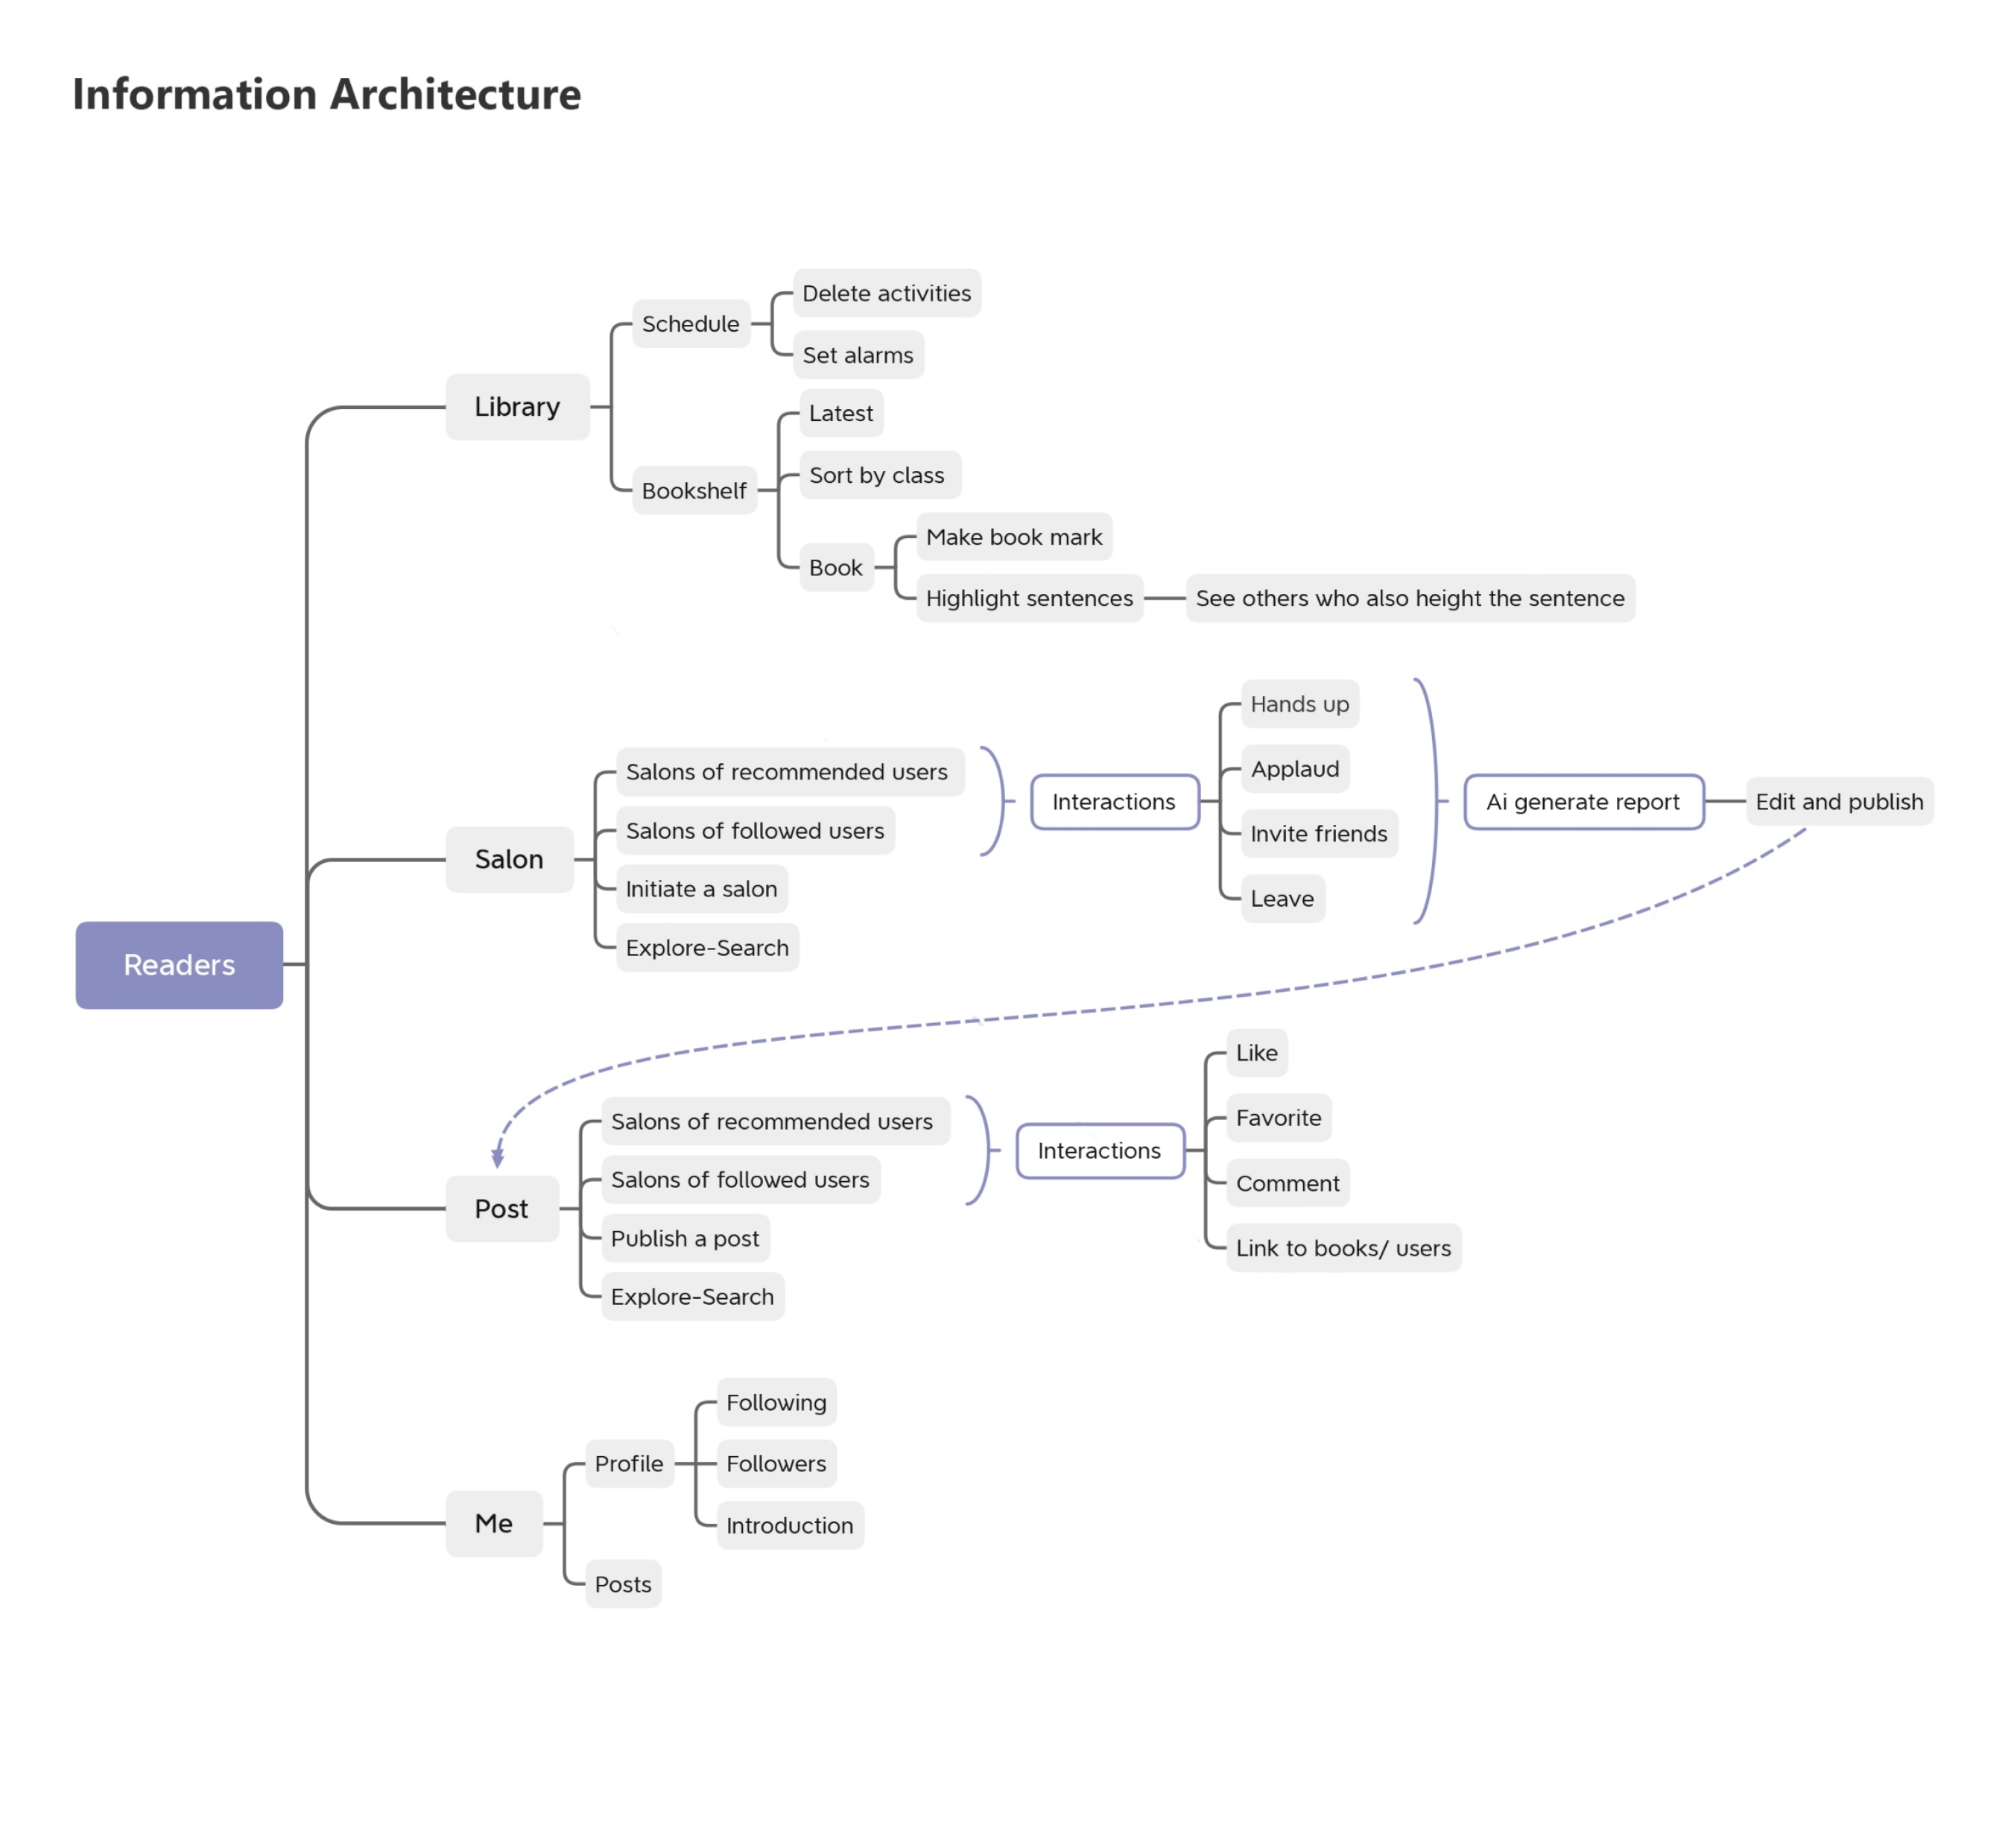 Information Architecture
Readers
Library
Schedule
Delete activities
Set alarms
Bookshelf
Latest
Sort by class
Book
Make book mark
Highlight sentences
See others who also height the sentence
Salon
Salons of recommended users
Salons of followed users
Initiate a salon
Explore-Search
Interactions
Hands up
Applaud
Invite friends
Leave
Ai generate report
Edit and publish
Post
Salons of recommended users
Salons of followed users
Publish a post
Explore-Search
Interactions
Like
Favorite
Comment
Link to books/ users
Me
Profile
Following
Followers
Introduction
Posts